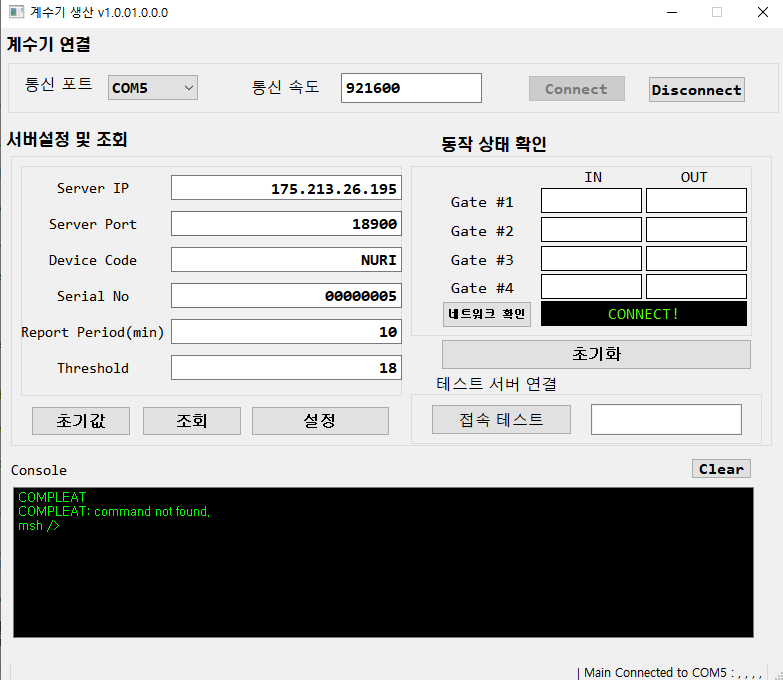 계수기 생산 v1.0.01.0.0.0
계수기 연결
통신 포트 COM5 통신 속도 921600 Connect Disconnect
서버설정 및 조회
동작 상태 확인
Server IP 175.213.26.195
Server Port 18900
Device Code NURI
Serial No 00000005
Report Period(min) 10
Threshold 18
초기값 조회 설정
IN OUT
Gate #1
Gate #2
Gate #3
Gate #4
네트워크 확인 CONNECT!
초기화
테스트 서버 연결
접속 테스트
Console Clear
COMPLEAT
COMPLEAT: command not found.
msh />
| Main Connected to COM5 : , , , ,